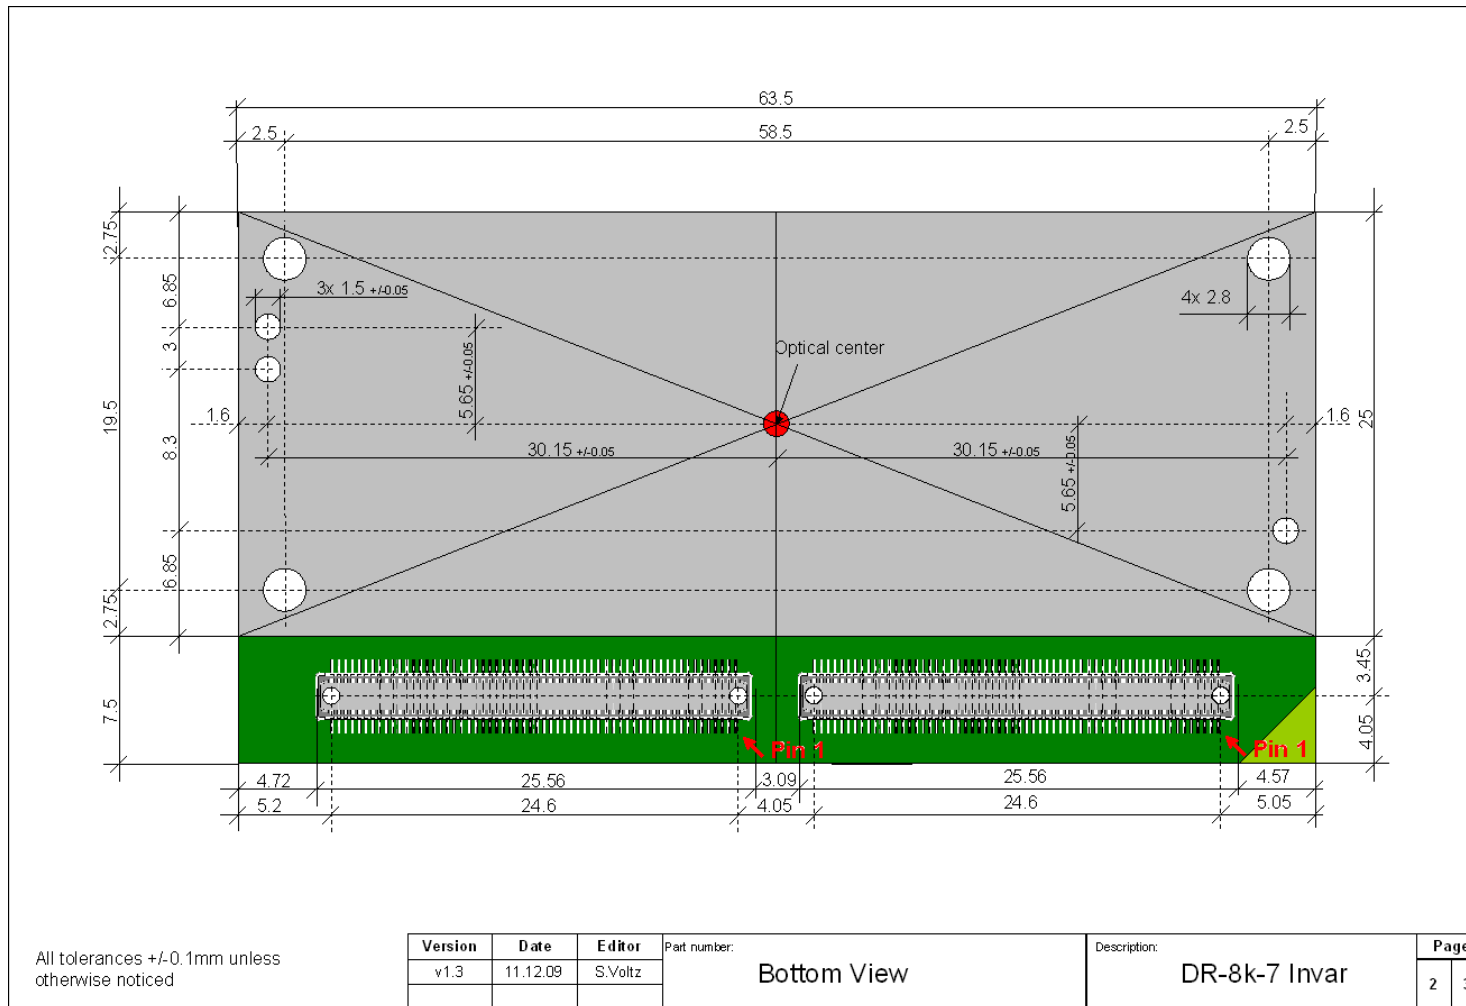 63.5
2.5
58.5
2.5
2.75
6.85
3x 1.5 +/-0.05
4x 2.8
3
5.65 +/-0.05
Optical center
1.6
19.5
8.3
1.6
25
30.15 +/-0.05
30.15 +/-0.05
5.65 +/-0.05
6.85
2.75
7.5
3.45
4.05
Pin 1
Pin 1
4.72
25.56
3.09
25.56
4.57
5.2
24.6
4.05
24.6
5.05
All tolerances +/-0.1mm unless
otherwise noticed
Version Date Editor
v1.3 11.12.09 S.Voltz
Part number:
Bottom View
Description:
DR-8k-7 Invar
Page
2